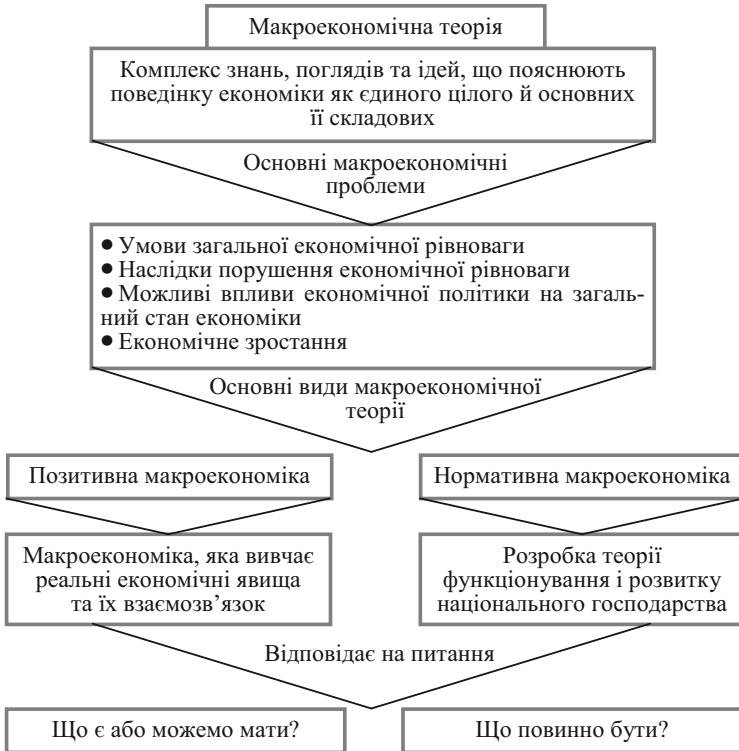 Макроекономічна теорія
Комплекс знань, поглядів та ідей, що пояснюють
поведінку економіки як єдиного цілого й основних
її складових
Основні макроекономічні
проблеми
● Умови загальної економічної рівноваги
● Наслідки порушення економічної рівноваги
● Можливі впливи економічної політики на загаль-
ний стан економіки
● Економічне зростання
Основні види макроекономічної
теорії
Позитивна макроекономіка
Нормативна макроекономіка
Макроекономіка, яка вивчає
реальні економічні явища
та їх взаємозв’язок
Розробка теорії
функціонування і розвитку
національного господарства
Відповідає на питання
Що є або можемо мати?
Що повинно бути?